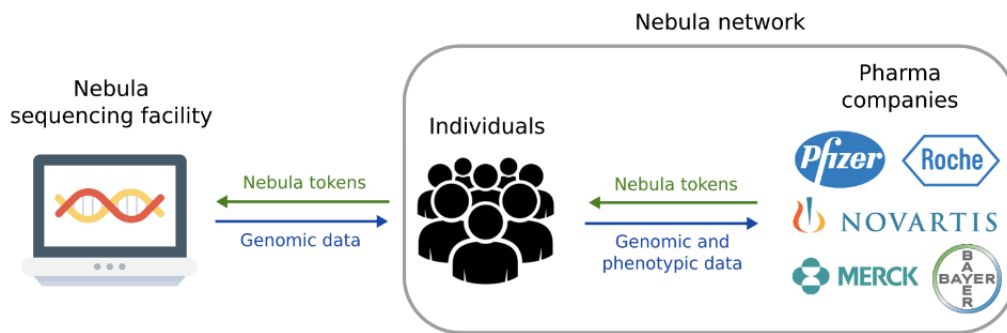 Nebula network
Nebula
sequencing facility
Individuals
Pharma
companies
Nebula tokens
Genomic data
Nebula tokens
Genomic and
phenotypic data
Pfizer
Roche
NOVARTIS
MERCK
BAYER
BAYER